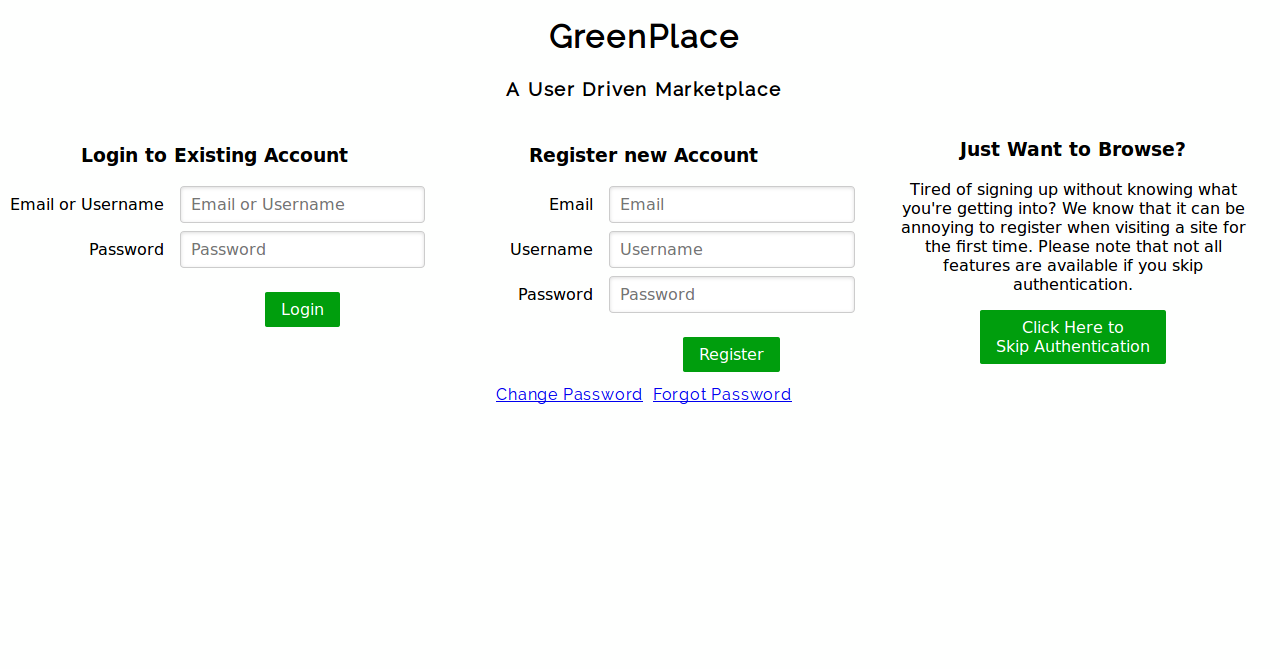 GreenPlace
A User Driven Marketplace
Login to Existing Account
Email or Username
Email or Username
Password
Password
Login
Register new Account
Email
Email
Username
Username
Password
Password
Register
Change Password Forgot Password
Just Want to Browse?
Tired of signing up without knowing what
you're getting into? We know that it can be
annoying to register when visiting a site for
the first time. Please note that not all
features are available if you skip
authentication.
Click Here to
Skip Authentication